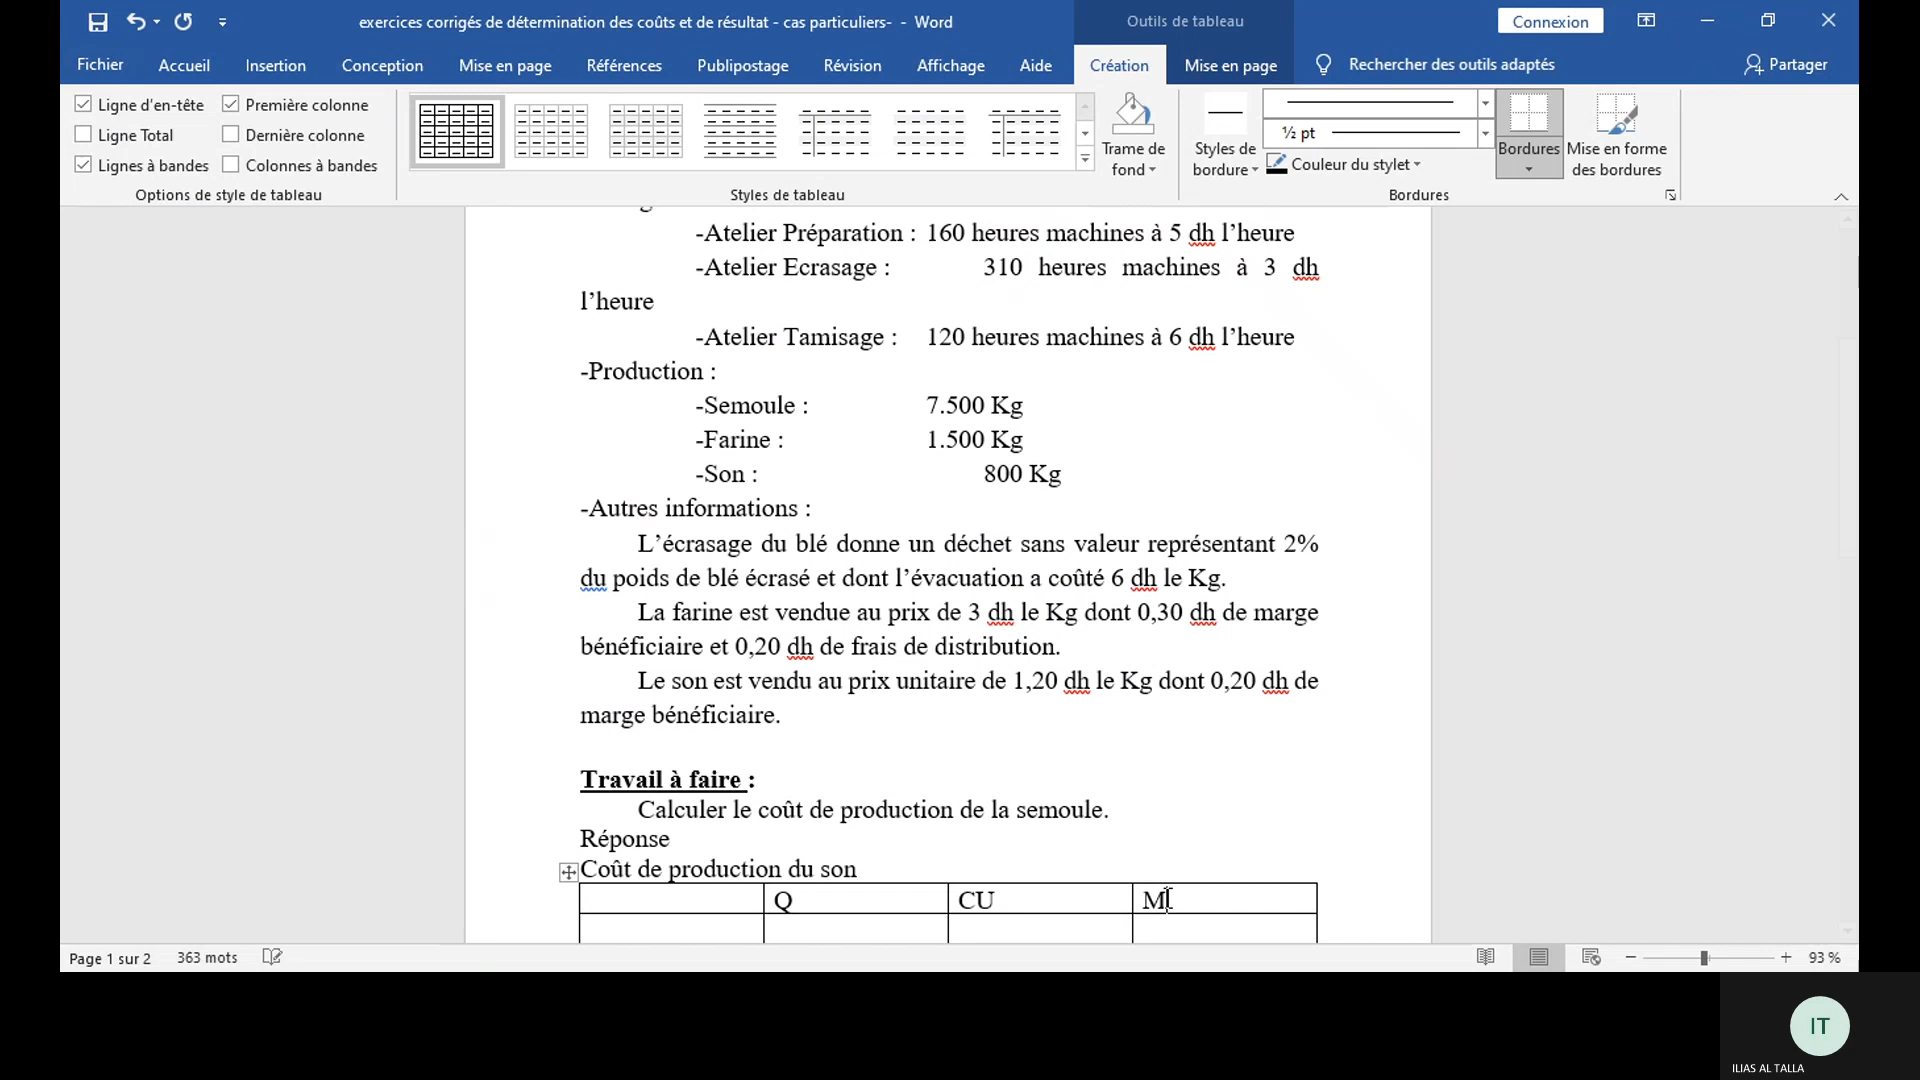 exercices corrigés de détermination des coûts et de résultat - cas particuliers- - Word
Outils de tableau
Connexion
Fichier Accueil Insertion Conception Mise en page Références Publipostage Révision Affichage Aide Création Mise en page Rechercher des outils adaptés Partager
Ligne d'en-tête Première colonne
Ligne Total Dernière colonne
Lignes à bandes Colonnes à bandes
Options de style de tableau
Styles de tableau
Trame de fond
Styles de bordure
½ pt
Couleur du stylet
Bordures
Mise en forme des bordures
Bordures
-Atelier Préparation : 160 heures machines à 5 dh l’heure
-Atelier Ecrasage : 310 heures machines à 3 dh
l’heure
-Atelier Tamisage : 120 heures machines à 6 dh l’heure
-Production :
-Semoule : 7.500 Kg
-Farine : 1.500 Kg
-Son : 800 Kg
-Autres informations :
L’écrasage du blé donne un déchet sans valeur représentant 2%
du poids de blé écrasé et dont l’évacuation a coûté 6 dh le Kg.
La farine est vendue au prix de 3 dh le Kg dont 0,30 dh de marge
bénéficiaire et 0,20 dh de frais de distribution.
Le son est vendu au prix unitaire de 1,20 dh le Kg dont 0,20 dh de
marge bénéficiaire.
Travail à faire :
Calculer le coût de production de la semoule.
Réponse
Coût de production du son
Q CU M
Page 1 sur 2 363 mots 93 %
IT
ILIAS AL TALLA